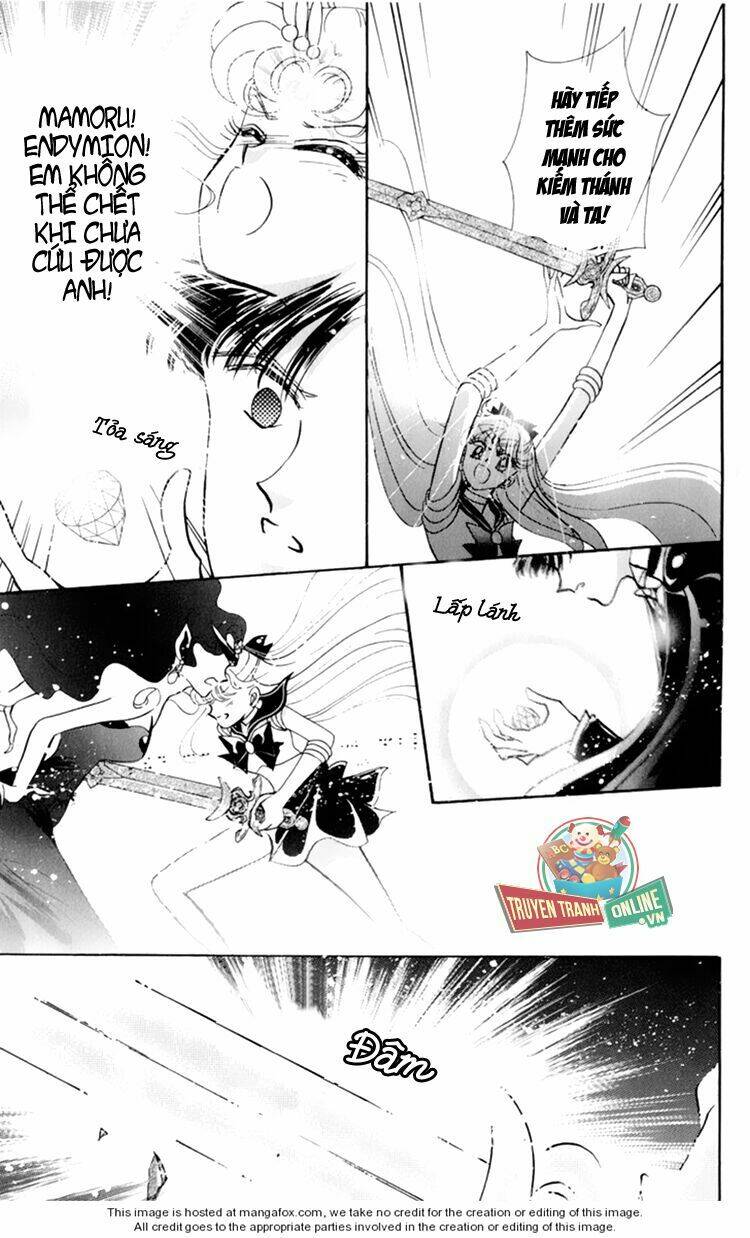 HÃY TIẾP
THÊM SỨC
MẠNH CHO
KIẾM THÁNH
VÀ TA!
MAMORU!
ENDYMION!
EM KHÔNG
THỂ CHẾT
KHI CHƯA
CỨU ĐƯỢC
ANH!
Tỏa sáng
Lấp lánh
BC
TRUYEN TRANH
ONLINE
.VN
Đâm
This image is hosted at mangafox.com, we take no credit for the creation or editing of this image.
All credit goes to the appropriate parties involved in the creation or editing of this image.